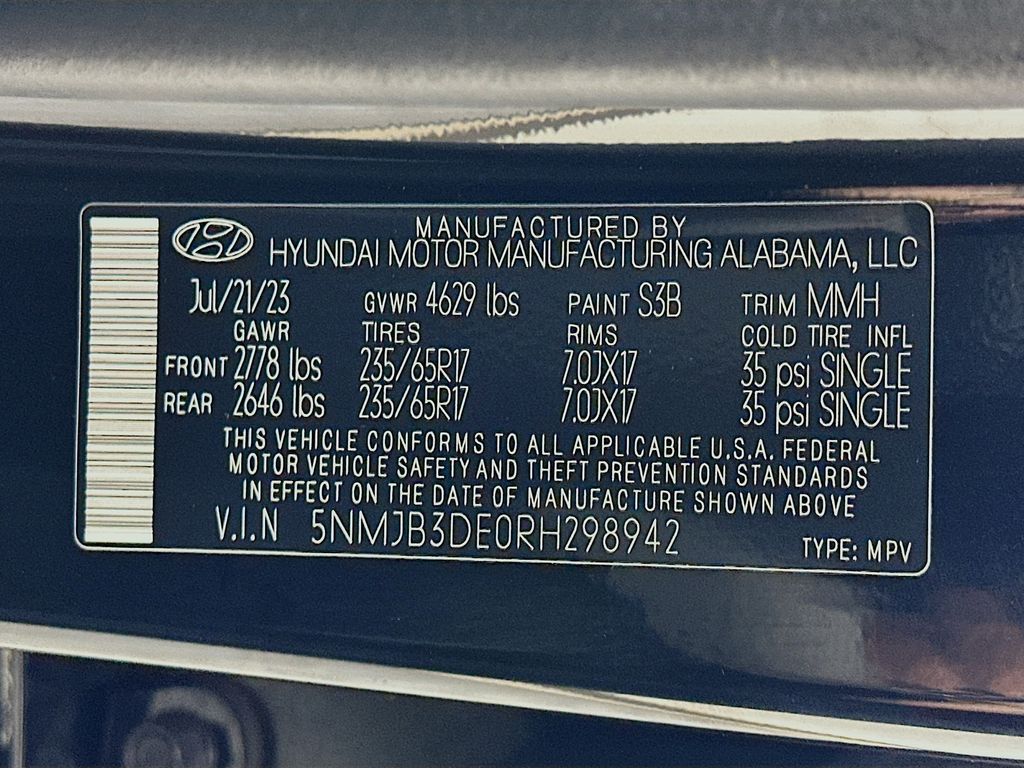 MANUFACTURED BY
HYUNDAI MOTOR MANUFACTURING ALABAMA, LLC
Jul/21/23 GVWR 4629 lbs PAINT S3B TRIM MMH
GAWR TIRES RIMS COLD TIRE INFL
FRONT 2778 lbs 235/65R17 7.0JX17 35 psi SINGLE
REAR 2646 lbs 235/65R17 7.0JX17 35 psi SINGLE
THIS VEHICLE CONFORMS TO ALL APPLICABLE U.S.A. FEDERAL
MOTOR VEHICLE SAFETY AND THEFT PREVENTION STANDARDS
IN EFFECT ON THE DATE OF MANUFACTURE SHOWN ABOVE
V.I.N 5NMJB3DE0RH298942 TYPE: MPV